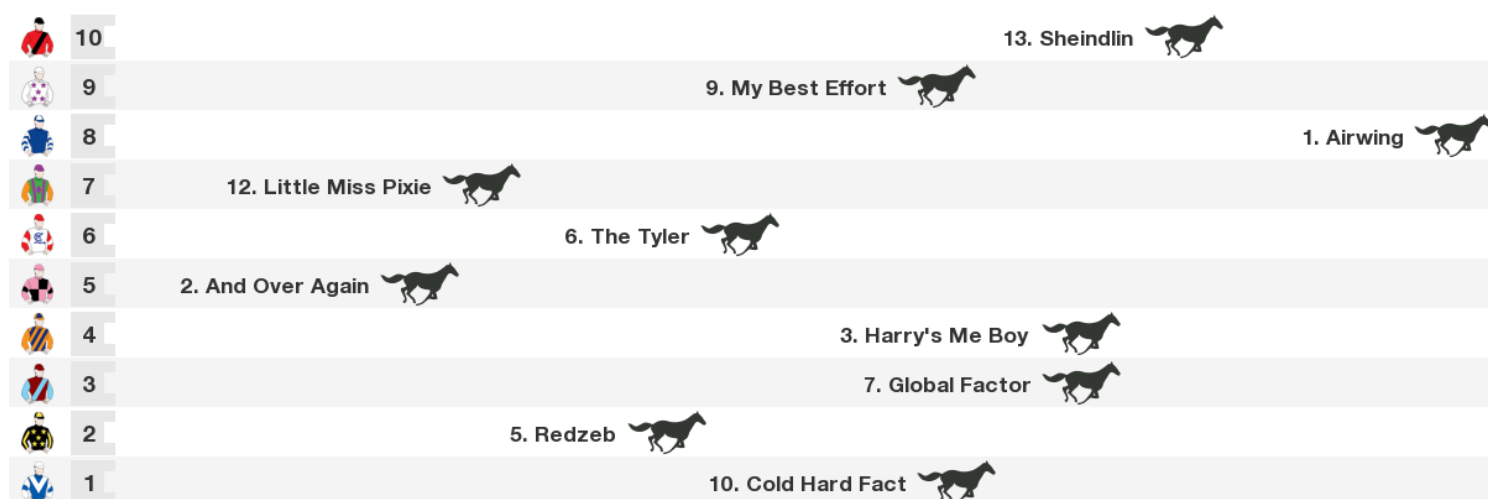 10 13. Sheindlin
9 9. My Best Effort
8 1. Airwing
7 12. Little Miss Pixie
6 6. The Tyler
5 2. And Over Again
4 3. Harry's Me Boy
3 7. Global Factor
2 5. Redzeb
1 10. Cold Hard Fact